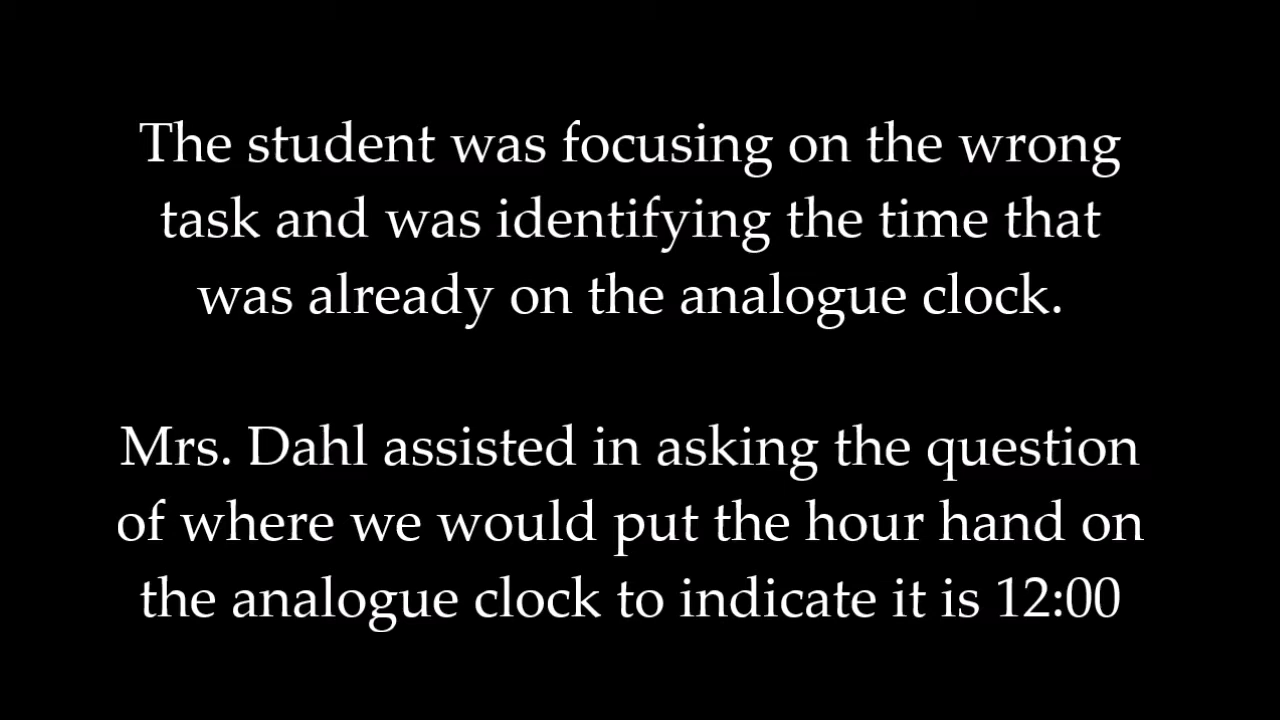 The student was focusing on the wrong
task and was identifying the time that
was already on the analogue clock.
Mrs. Dahl assisted in asking the question
of where we would put the hour hand on
the analogue clock to indicate it is 12:00